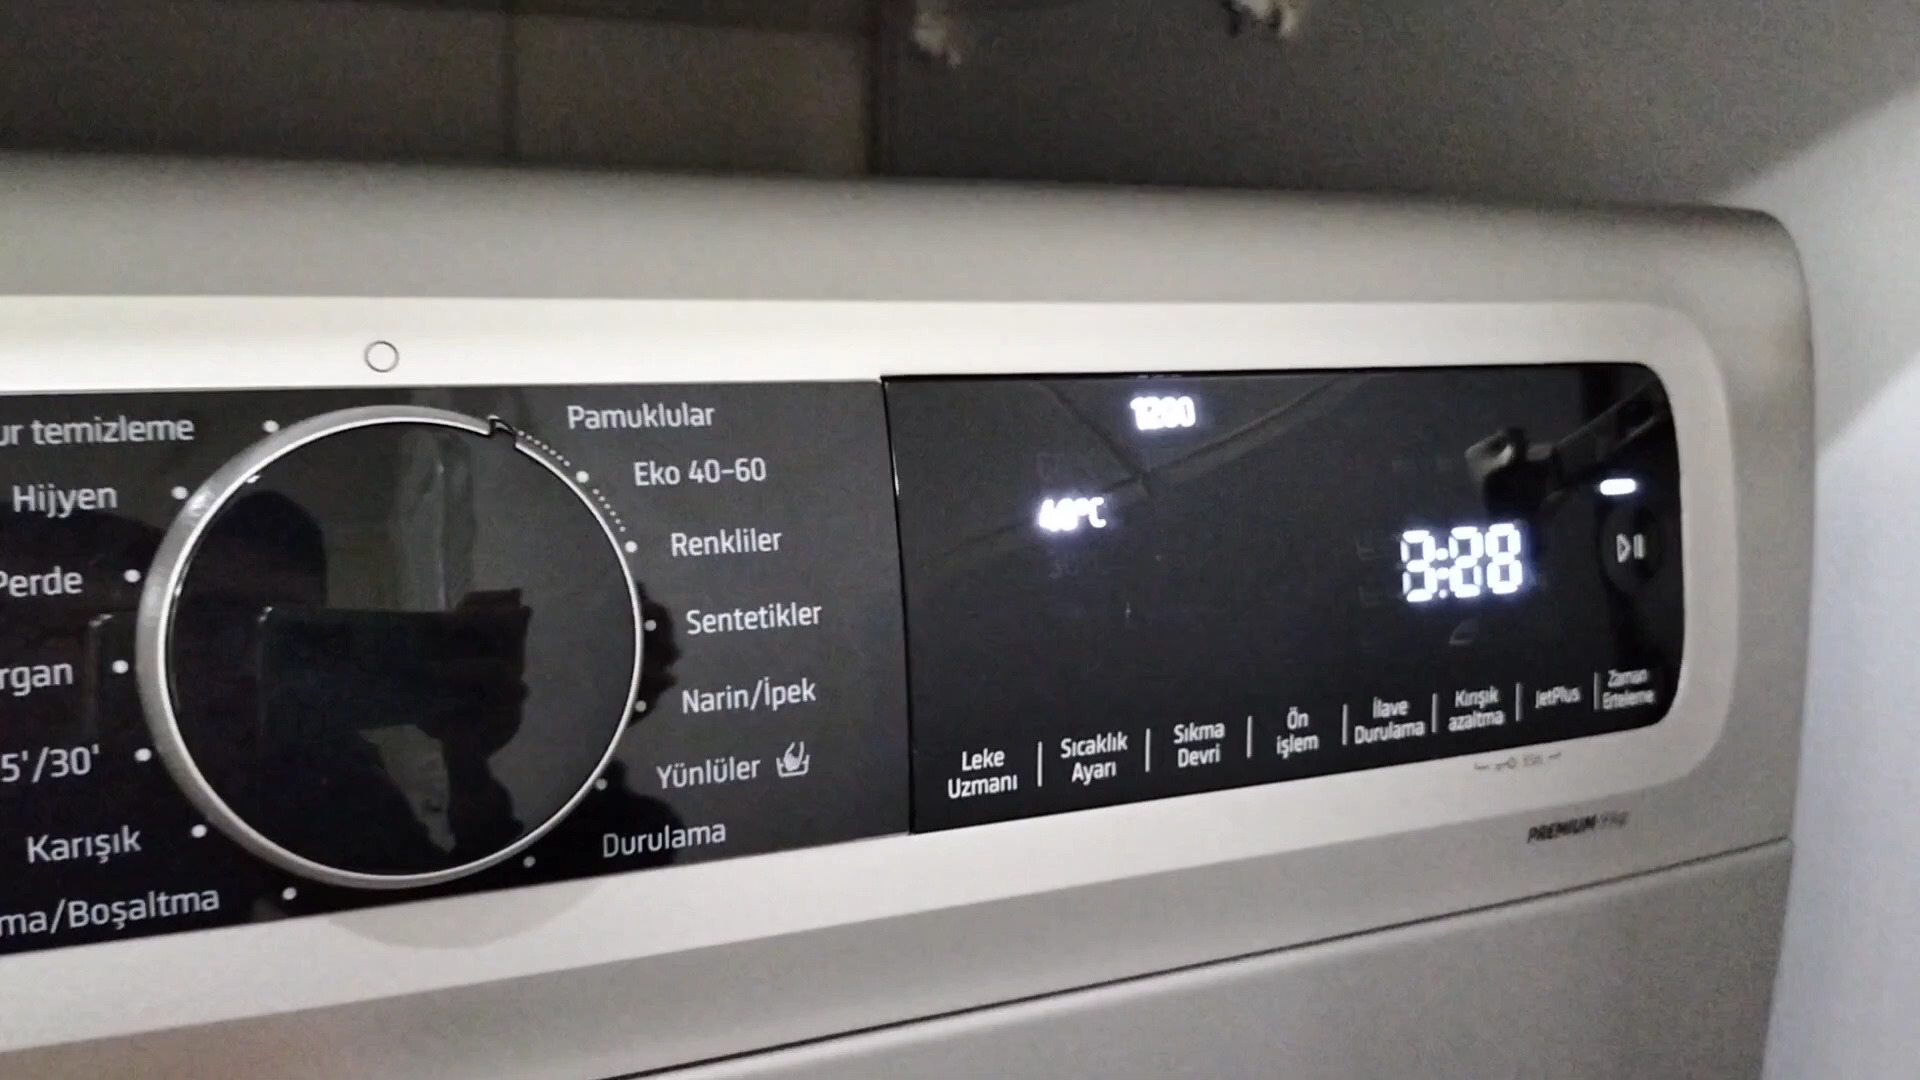 ur temizleme
Hijyen
Perde
rgan
5'/30'
Karışık
ma/Boşaltma
Pamuklular
Eko 40-60
Renkliler
Sentetikler
Narin/İpek
Yünlüler
Durulama
1200
40°C
3:28
Leke
Uzmanı
Sıcaklık
Ayarı
Sıkma
Devri
Ön
işlem
İlave
Durulama
Kırışık
azaltma
JetPlus
Zaman
Erteleme
PREMIUM 9 kg